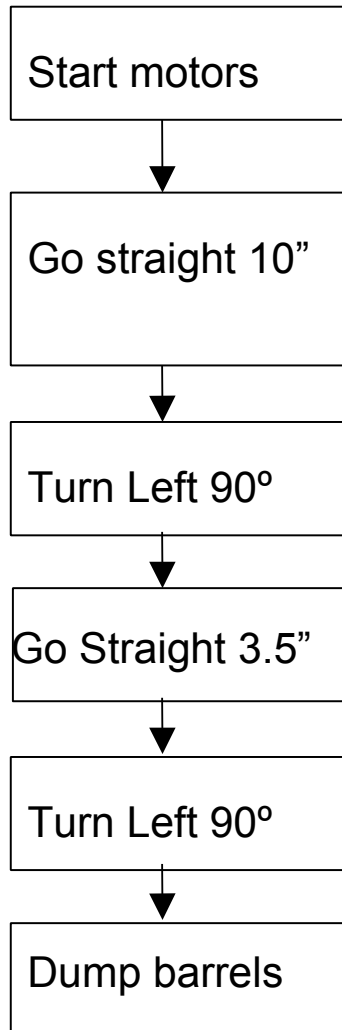 Start motors
Go straight 10”
Turn Left 90º
Go Straight 3.5”
Turn Left 90º
Dump barrels